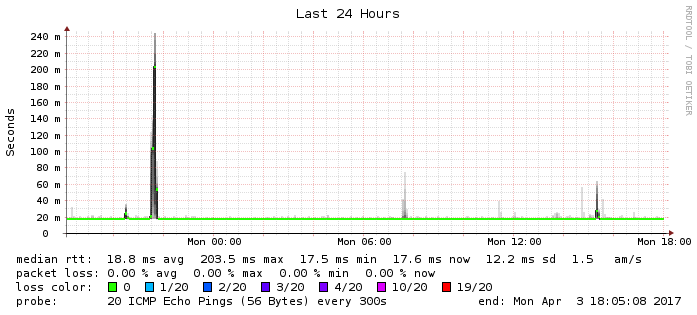 Last 24 Hours
RRDTOOL / TOBI OETIKER
Seconds
240 m
220 m
200 m
180 m
160 m
140 m
120 m
100 m
80 m
60 m
40 m
20 m
0
Mon 00:00 Mon 06:00 Mon 12:00 Mon 18:00
median rtt: 18.8 ms avg 203.5 ms max 17.5 ms min 17.6 ms now 12.2 ms sd 1.5 am/s
packet loss: 0.00 % avg 0.00 % max 0.00 % min 0.00 % now
loss color: 0 1/20 2/20 3/20 4/20 10/20 19/20
probe: 20 ICMP Echo Pings (56 Bytes) every 300s end: Mon Apr 3 18:05:08 2017